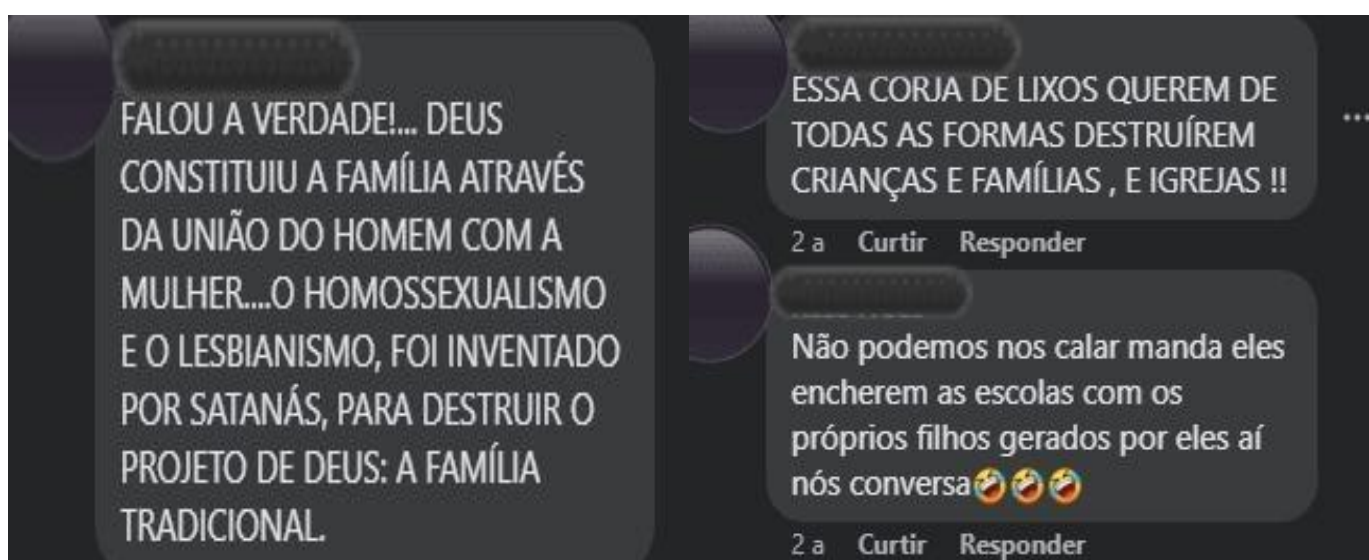 FALOU A VERDADE!... DEUS
CONSTITUIU A FAMÍLIA ATRAVÉS
DA UNIÃO DO HOMEM COM A
MULHER....O HOMOSSEXUALISMO
E O LESBIANISMO, FOI INVENTADO
POR SATANÁS, PARA DESTRUIR O
PROJETO DE DEUS: A FAMÍLIA
TRADICIONAL.
ESSA CORJA DE LIXOS QUEREM DE
TODAS AS FORMAS DESTRUÍREM
CRIANÇAS E FAMÍLIAS , E IGREJAS !!
2 a Curtir Responder
Não podemos nos calar manda eles
encherem as escolas com os
próprios filhos gerados por eles aí
nós conversa🤣🤣🤣
2 a Curtir Responder